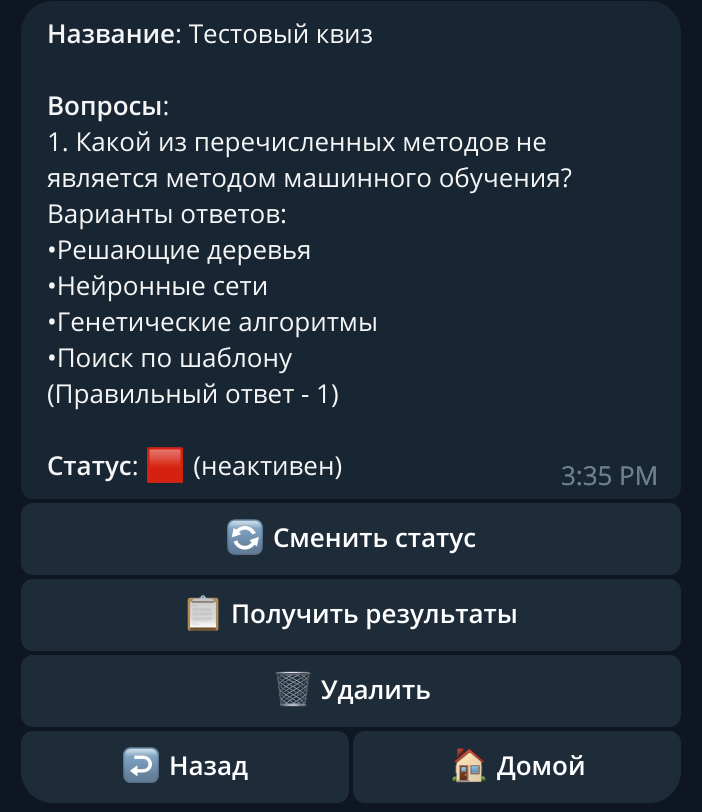 Название: Тестовый квиз
Вопросы:
1. Какой из перечисленных методов не
является методом машинного обучения?
Варианты ответов:
•Решающие деревья
•Нейронные сети
•Генетические алгоритмы
•Поиск по шаблону
(Правильный ответ - 1)
Статус: 🟥 (неактивен)
3:35 PM
Сменить статус
Получить результаты
Удалить
Назад
Домой